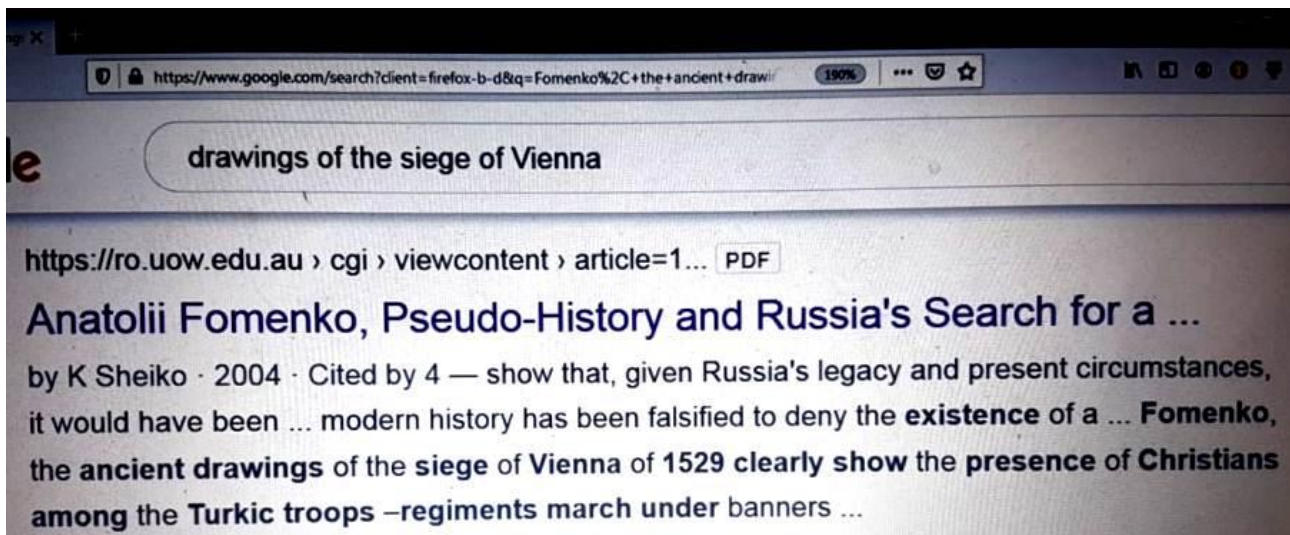 https://www.google.com/search?client=firefox-b-d&q=Fomenko%2C+the+ancient+drawi 190%
drawings of the siege of Vienna
https://ro.uow.edu.au › cgi › viewcontent › article=1... PDF
Anatolii Fomenko, Pseudo-History and Russia's Search for a ...
by K Sheiko · 2004 · Cited by 4 — show that, given Russia's legacy and present circumstances,
it would have been ... modern history has been falsified to deny the existence of a ... Fomenko,
the ancient drawings of the siege of Vienna of 1529 clearly show the presence of Christians
among the Turkic troops –regiments march under banners ...